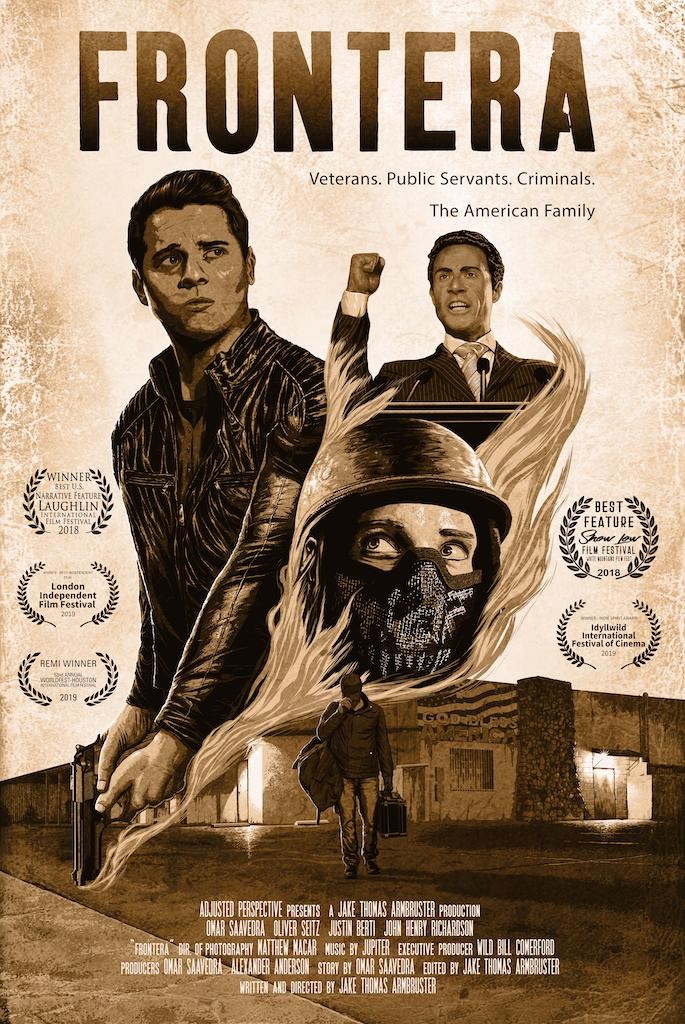 FRONTERA
Veterans. Public Servants. Criminals.
The American Family
WINNER
BEST U.S.
NARRATIVE FEATURE
LAUGHLIN
INTERNATIONAL
FILM FESTIVAL
2018
London
Independent
Film Festival
2019
REMI WINNER
52nd ANNUAL
WORLDFEST-HOUSTON
INTERNATIONAL FILM FESTIVAL
2019
BEST
FEATURE
Show Low
FILM FESTIVAL
WHITE MOUNTAINS FILM FEST
2018
Idyllwild
International
Festival of Cinema
2019
GOD BLESS
AMERICA
ADJUSTED PERSPECTIVE PRESENTS A JAKE THOMAS ARMBRUSTER PRODUCTION
OMAR SAAVEDRA OLIVER SEITZ JUSTIN BERTI JOHN HENRY RICHARDSON
"FRONTERA" DIR. OF PHOTOGRAPHY MATTHEW MACAR MUSIC BY JUPITER EXECUTIVE PRODUCER WILD BILL COMERFORD
PRODUCERS OMAR SAAVEDRA ALEXANDER ANDERSON STORY BY OMAR SAAVEDRA EDITED BY JAKE THOMAS ARMBRUSTER
WRITTEN AND DIRECTED BY JAKE THOMAS ARMBRUSTER